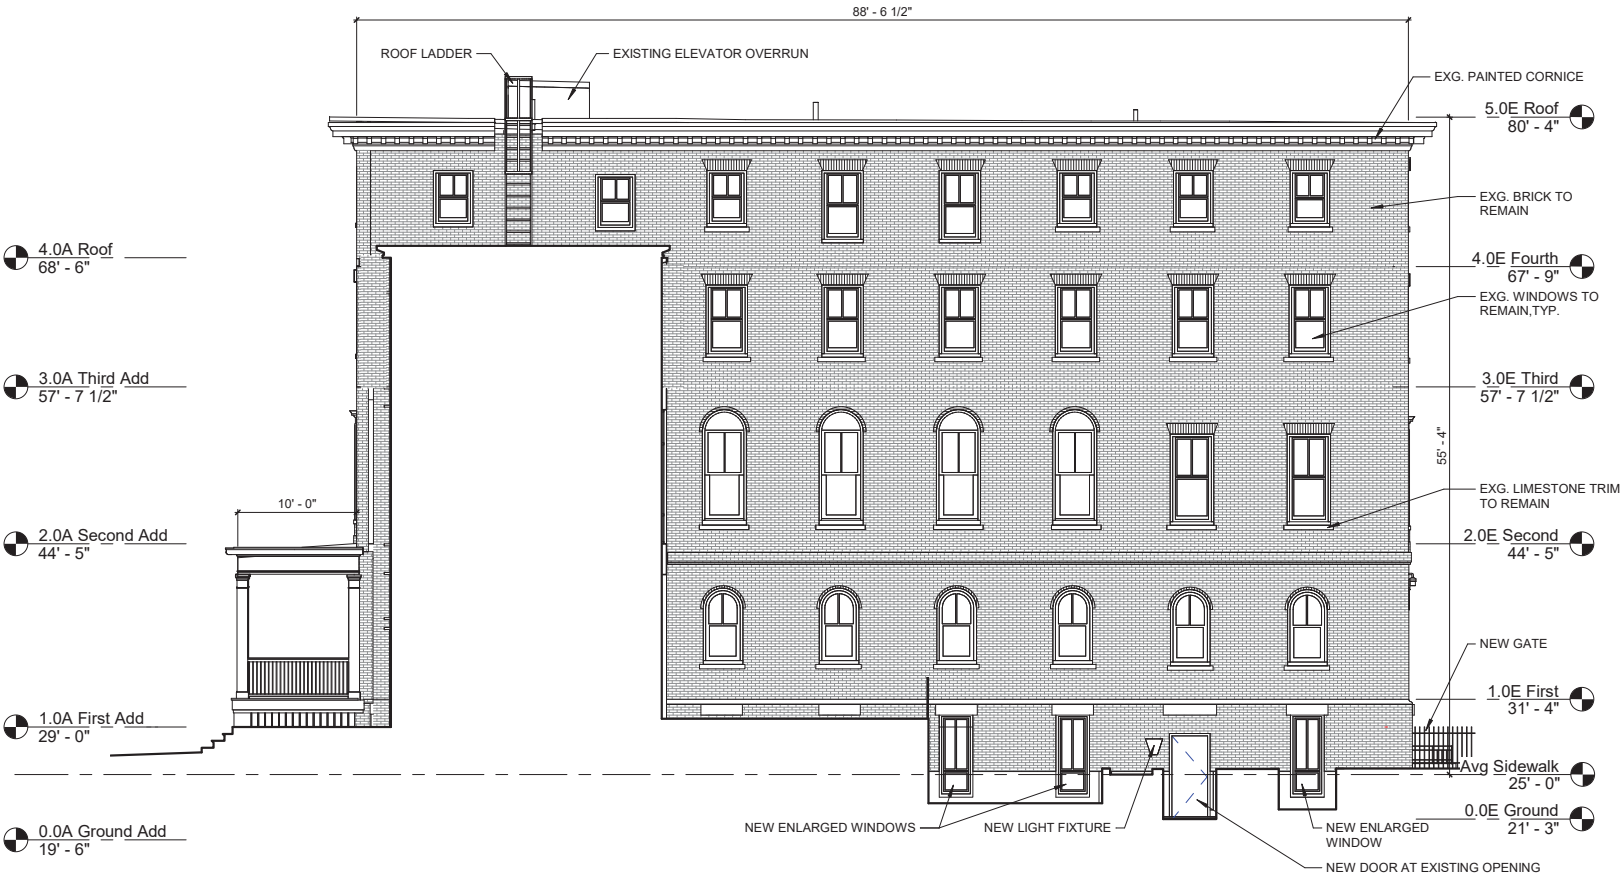 88' - 6 1/2"
ROOF LADDER
EXISTING ELEVATOR OVERRUN
EXG. PAINTED CORNICE
5.0E Roof
80' - 4"
EXG. BRICK TO
REMAIN
4.0A Roof
68' - 6"
4.0E Fourth
67' - 9"
EXG. WINDOWS TO
REMAIN,TYP.
3.0A Third Add
57' - 7 1/2"
3.0E Third
57' - 7 1/2"
55' - 4"
EXG. LIMESTONE TRIM
TO REMAIN
10' - 0"
2.0A Second Add
44' - 5"
2.0E Second
44' - 5"
NEW GATE
1.0E First
31' - 4"
1.0A First Add
29' - 0"
Avg Sidewalk
25' - 0"
0.0E Ground
21' - 3"
0.0A Ground Add
19' - 6"
NEW ENLARGED WINDOWS
NEW LIGHT FIXTURE
NEW ENLARGED
WINDOW
NEW DOOR AT EXISTING OPENING